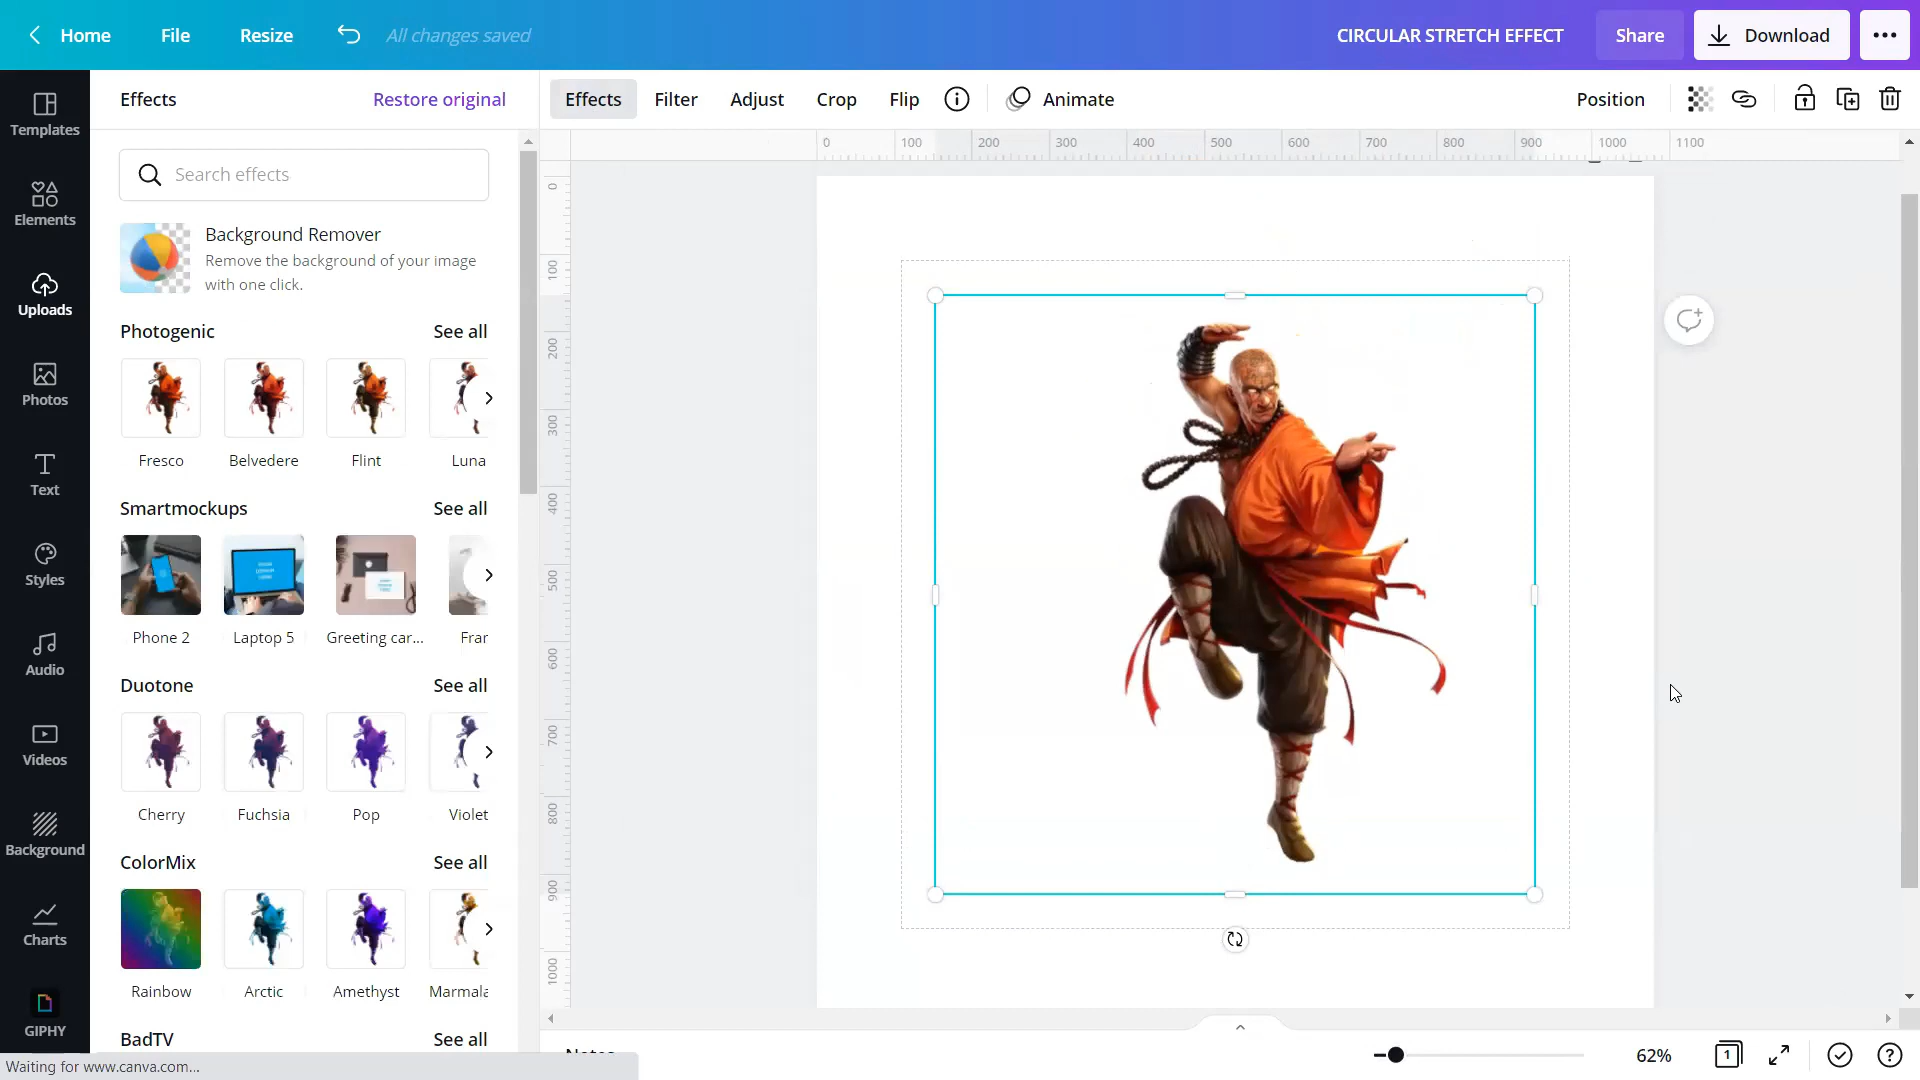 Home File Resize All changes saved CIRCULAR STRETCH EFFECT Share Download
Templates
Elements
Uploads
Photos
Text
Styles
Audio
Videos
Background
Charts
GIPHY
Effects Restore original
Search effects
Background Remover
Remove the background of your image
with one click.
Photogenic See all
Fresco Belvedere Flint Luna
Smartmockups See all
Phone 2 Laptop 5 Greeting car... Fran
Duotone See all
Cherry Fuchsia Pop Violet
ColorMix See all
Rainbow Arctic Amethyst Marmala
BadTV See all
Effects Filter Adjust Crop Flip Animate Position
0 100 200 300 400 500 600 700 800 900 1000 1100
0
100
200
300
400
500
600
700
800
900
1000
Notes
62% 1
Waiting for www.canva.com...